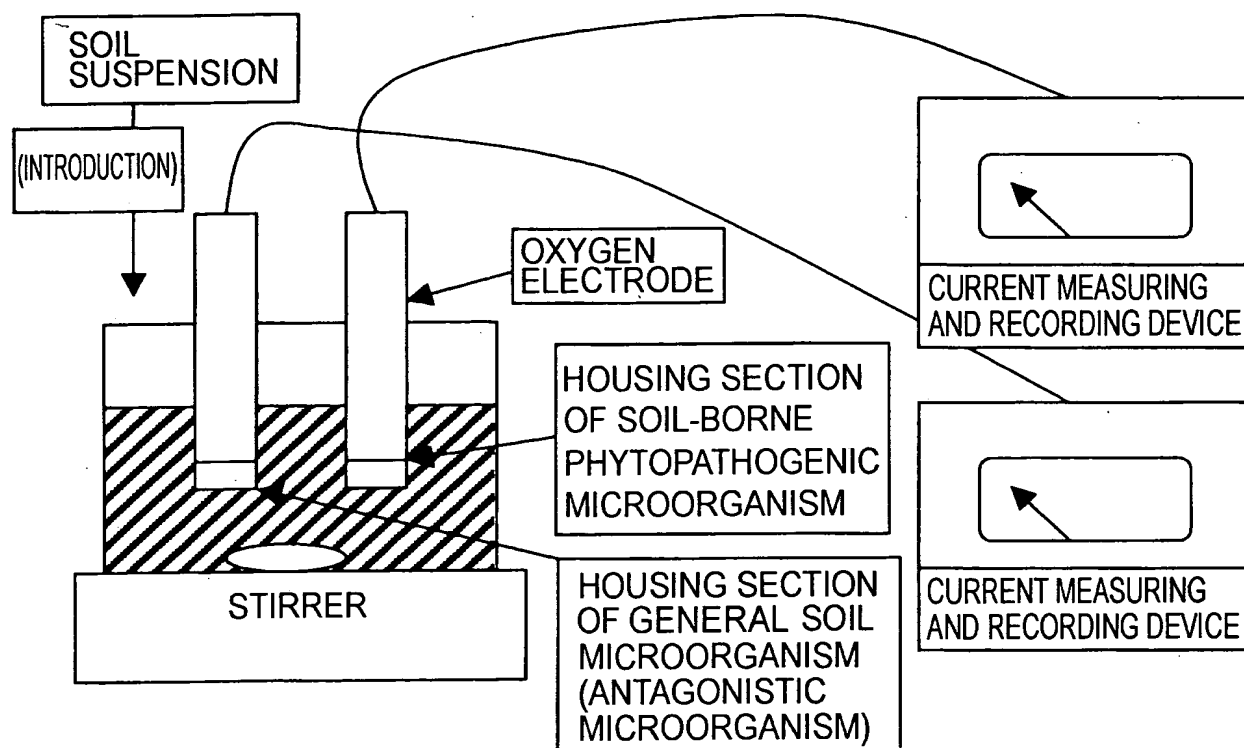 SOIL
SUSPENSION
(INTRODUCTION)
OXYGEN
ELECTRODE
CURRENT MEASURING
AND RECORDING DEVICE
HOUSING SECTION
OF SOIL-BORNE
PHYTOPATHOGENIC
MICROORGANISM
STIRRER
HOUSING SECTION
OF GENERAL SOIL
MICROORGANISM
(ANTAGONISTIC
MICROORGANISM)
CURRENT MEASURING
AND RECORDING DEVICE